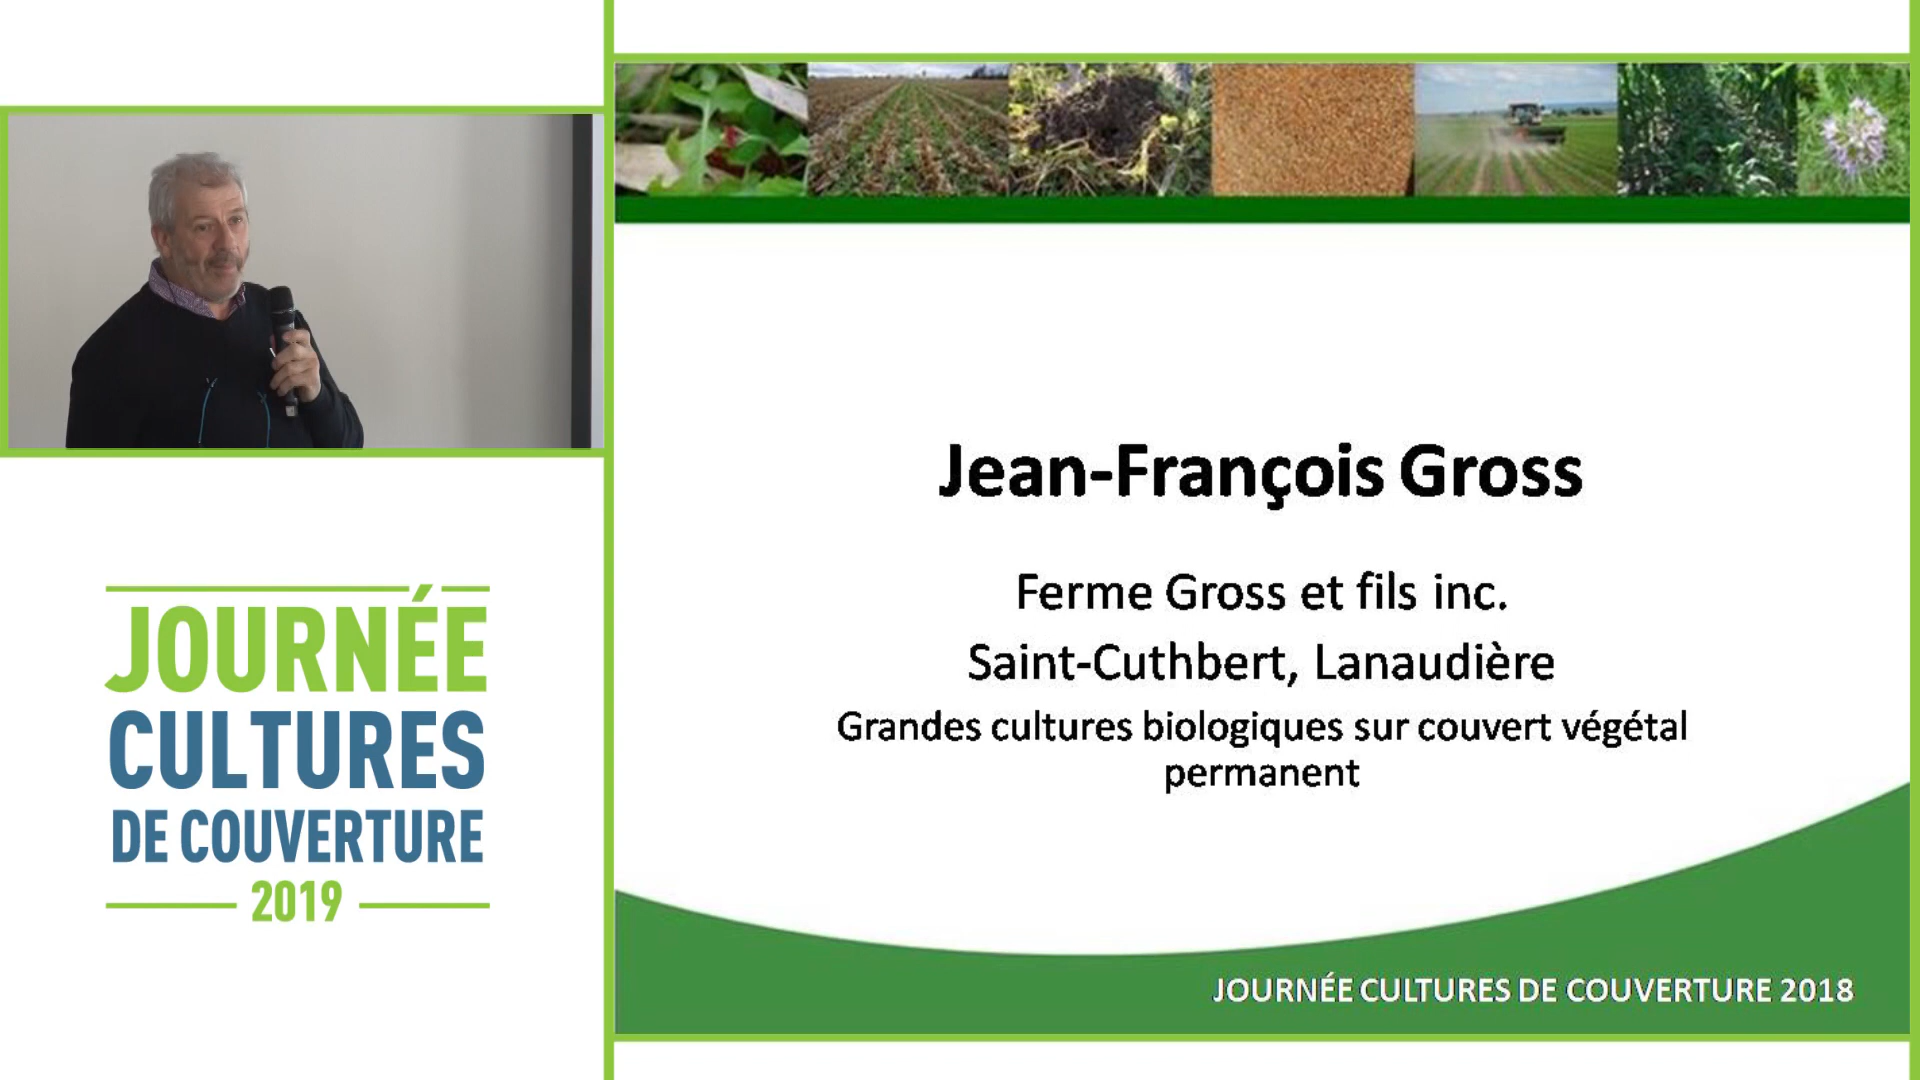 JOURNÉE
CULTURES
DE COUVERTURE
2019
Jean-François Gross
Ferme Gross et fils inc.
Saint-Cuthbert, Lanaudière
Grandes cultures biologiques sur couvert végétal
permanent
JOURNÉE CULTURES DE COUVERTURE 2018